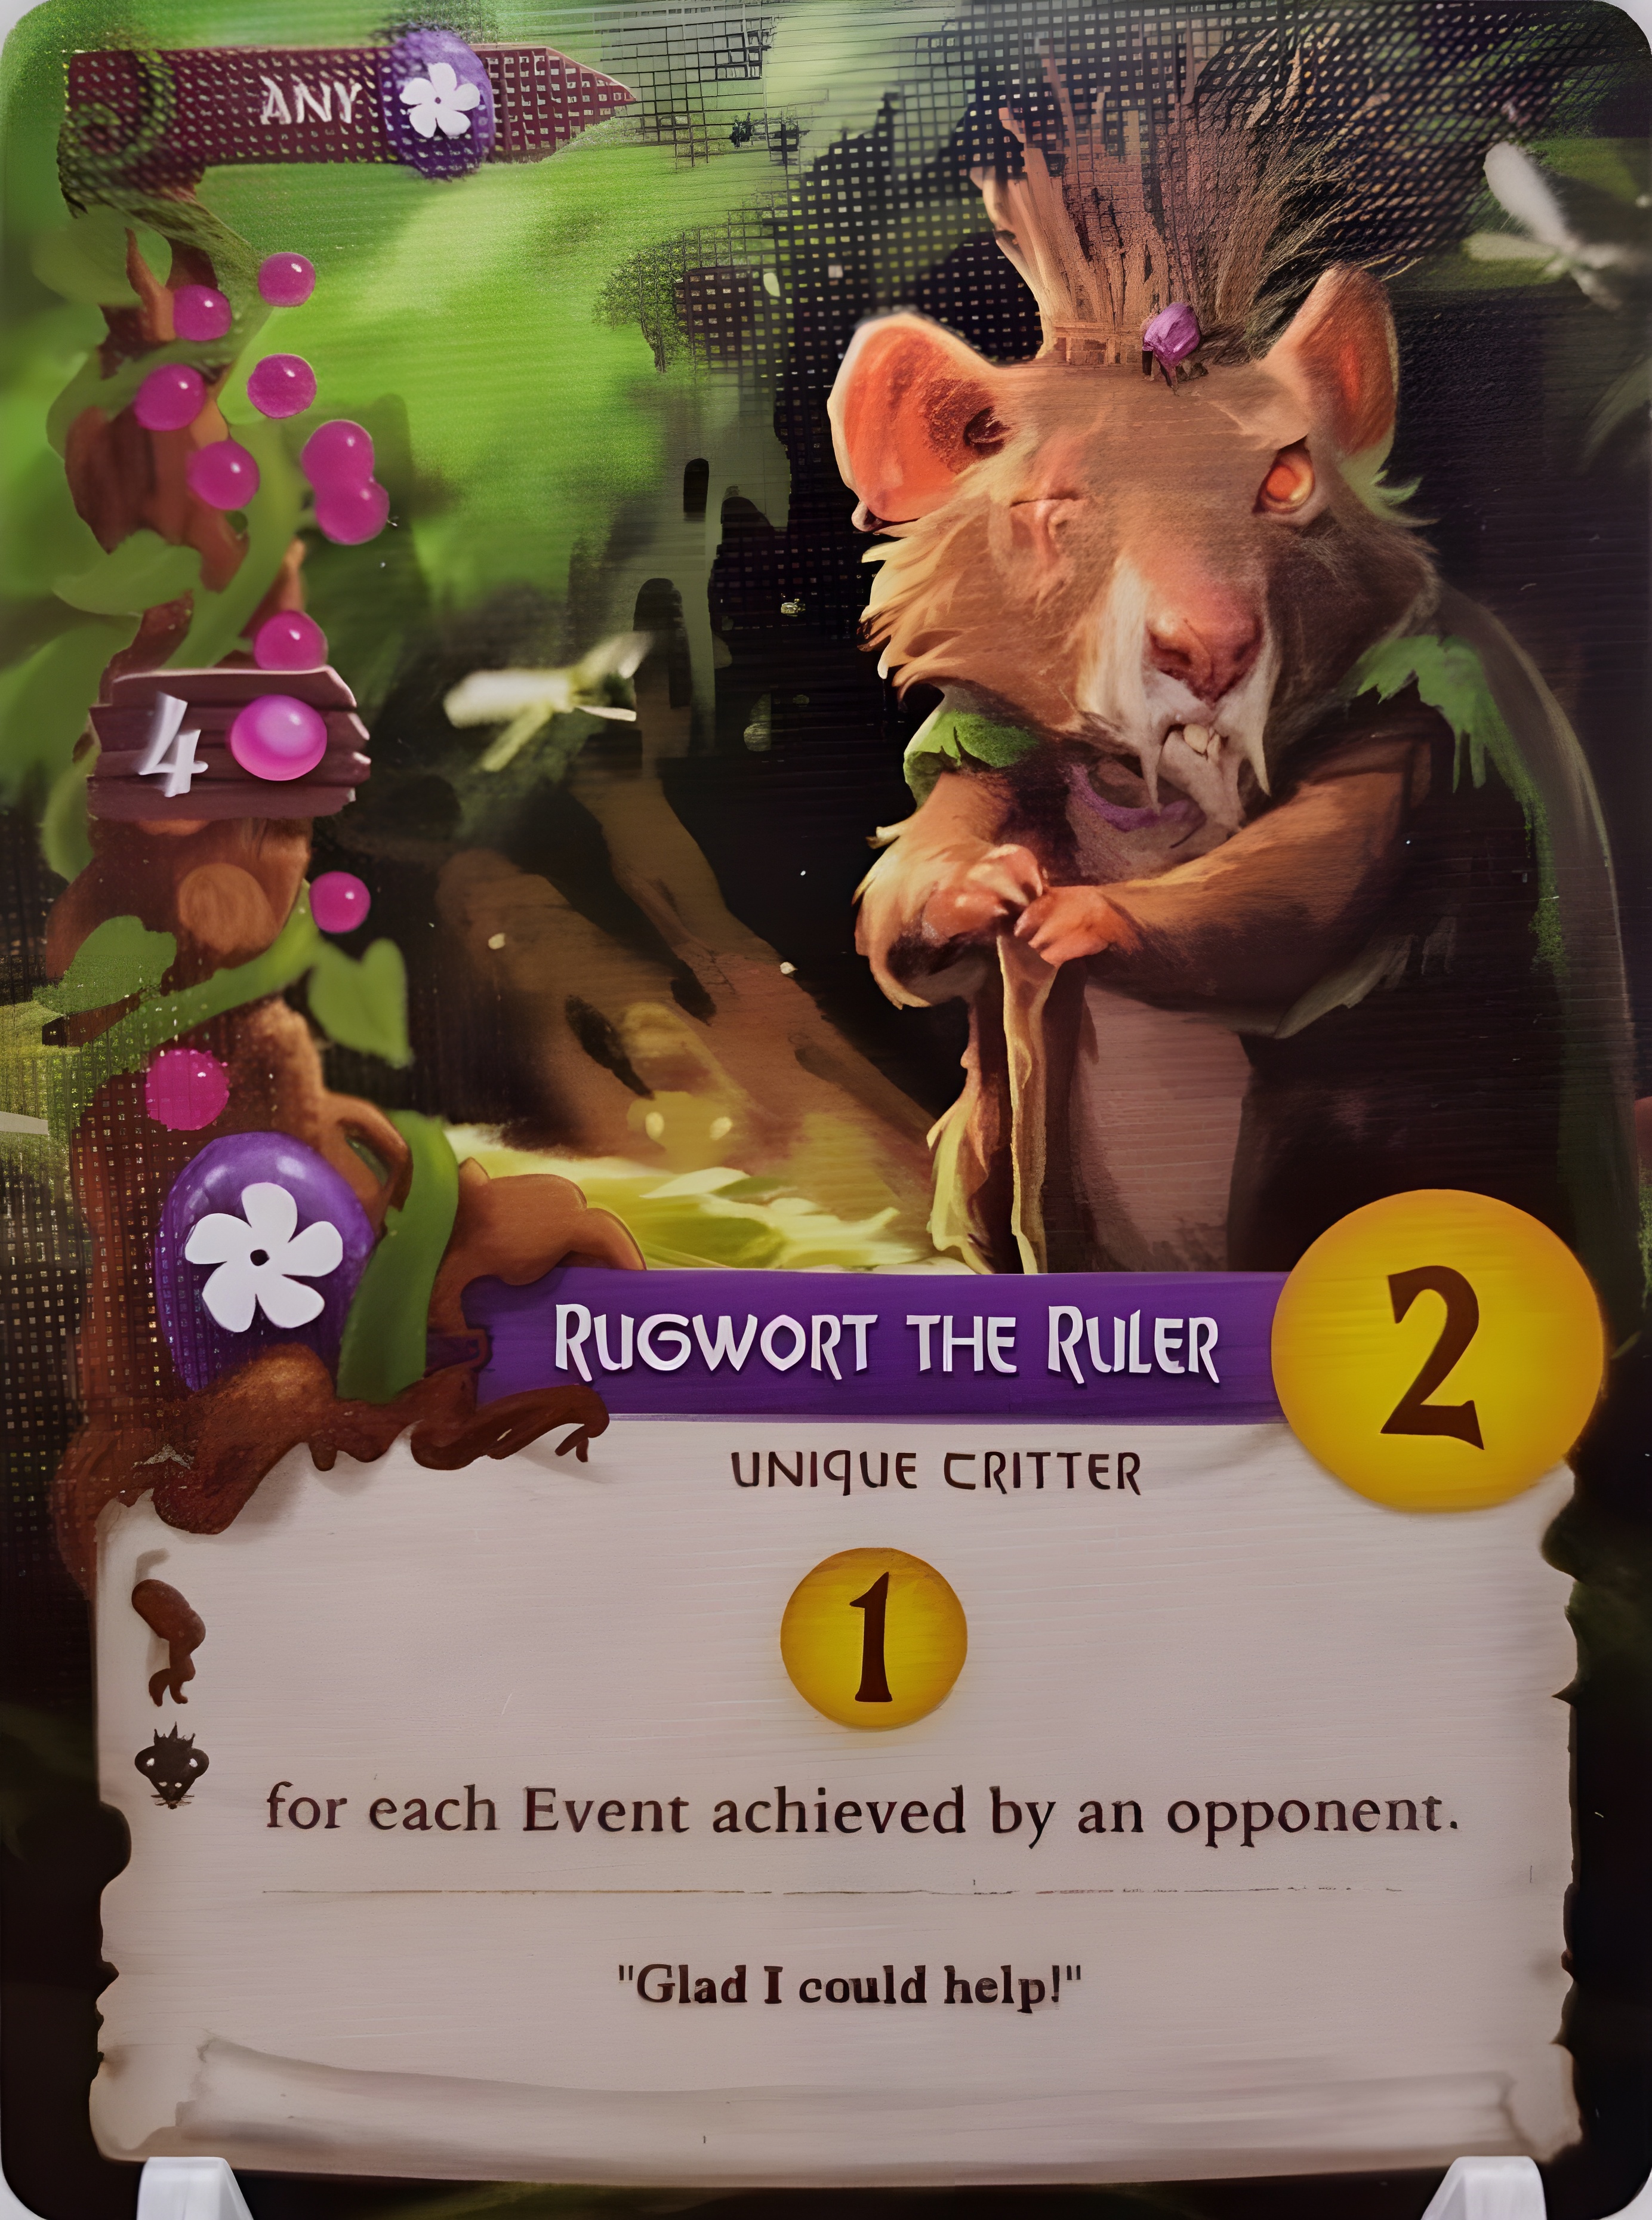 ANY
4
RUGWORT THE RULER
2
UNIQUE CRITTER
1
for each Event achieved by an opponent.
"Glad I could help!"